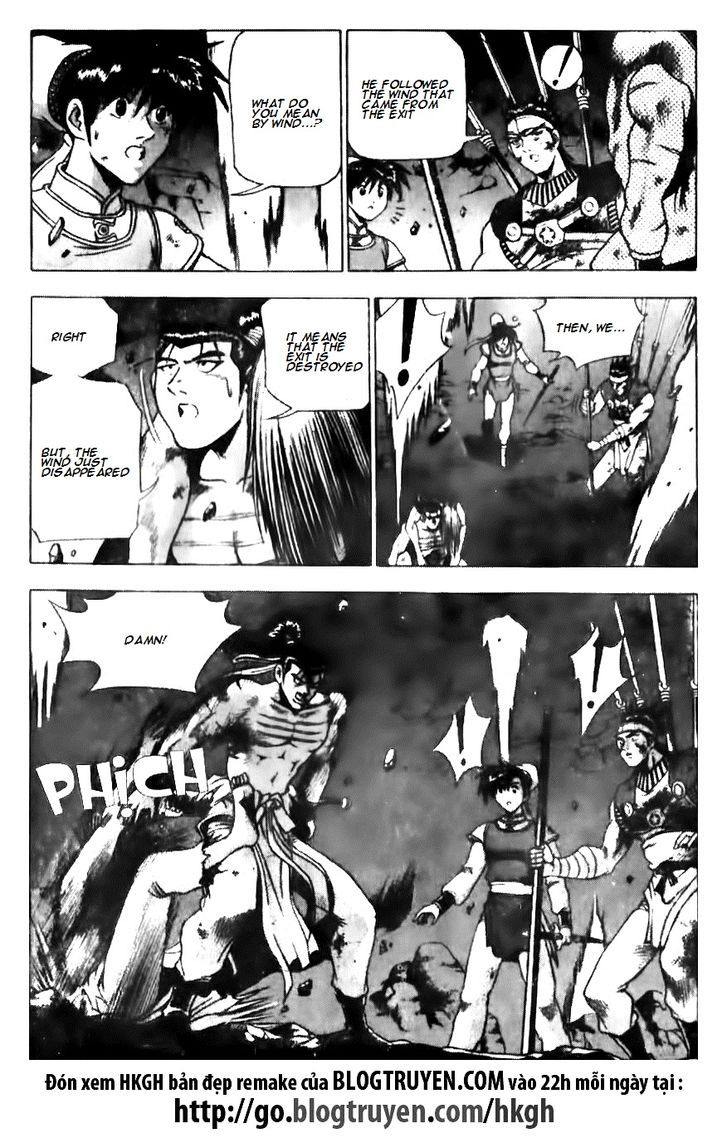 WHAT DO
YOU MEAN
BY WIND...?
HE FOLLOWED
THE WIND THAT
CAME FROM
THE EXIT
!
RIGHT
IT MEANS
THAT THE
EXIT IS
DESTROYED
BUT, THE
WIND JUST
DISAPPEARED
!
THEN, WE...
DAMN!
PHỊCH
!
!
!
Đón xem HKGH bản đẹp remake của BLOGTRUYEN.COM vào 22h mỗi ngày tại :
http://go.blogtruyen.com/hkgh